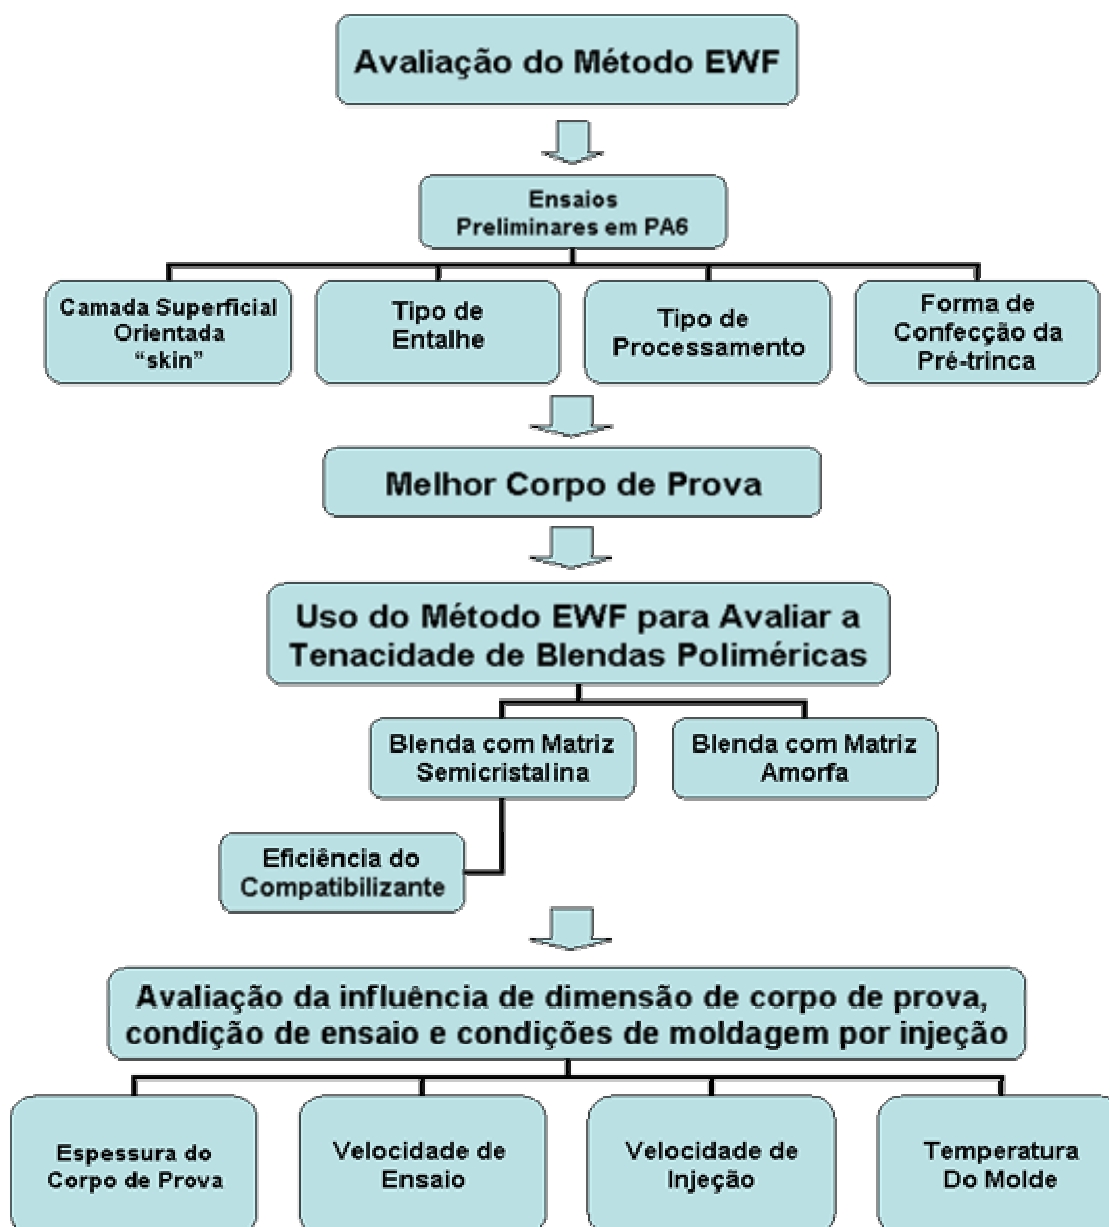 Avaliação do Método EWF
Ensaios
Preliminares em PA6
Camada Superficial
Orientada
“skin”
Tipo de
Entalhe
Tipo de
Processamento
Forma de
Confecção da
Pré-trinca
Melhor Corpo de Prova
Uso do Método EWF para Avaliar a
Tenacidade de Blendas Poliméricas
Blenda com Matriz
Semicristalina
Blenda com Matriz
Amorfa
Eficiência do
Compatibilizante
Avaliação da influência de dimensão de corpo de prova,
condição de ensaio e condições de moldagem por injeção
Espessura do
Corpo de Prova
Velocidade de
Ensaio
Velocidade de
Injeção
Temperatura
Do Molde